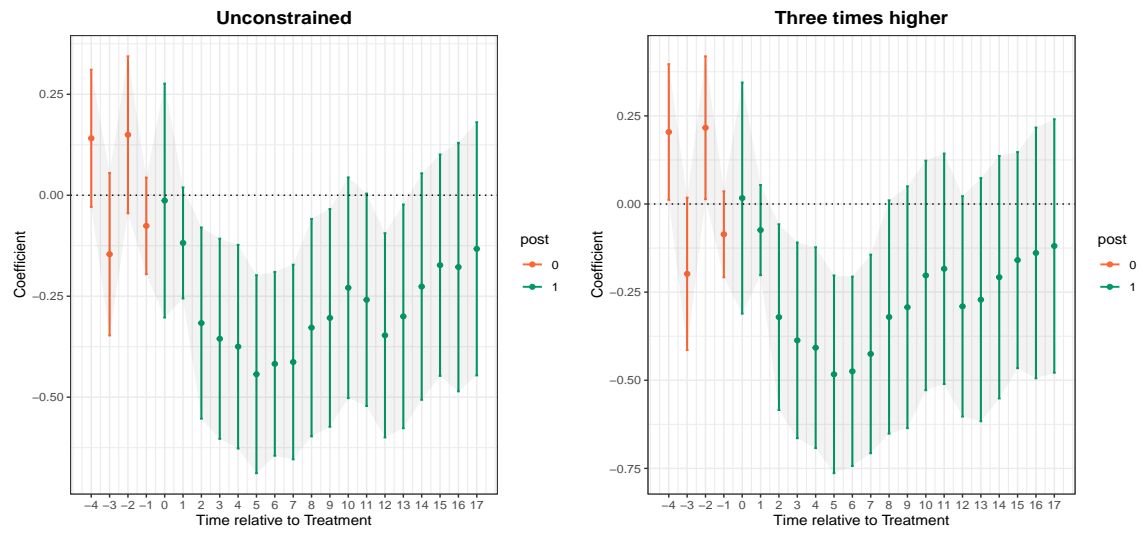 Unconstrained
Coefficient
0.25
0.00
−0.25
−0.50
−4 −3 −2 −1 0 1 2 3 4 5 6 7 8 9 10 11 12 13 14 15 16 17
Time relative to Treatment
post
0
1
Three times higher
Coefficient
0.25
0.00
−0.25
−0.50
−0.75
−4 −3 −2 −1 0 1 2 3 4 5 6 7 8 9 10 11 12 13 14 15 16 17
Time relative to Treatment
post
0
1